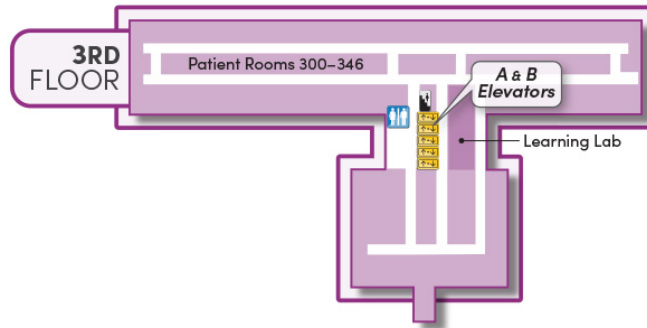 3RD
FLOOR
Patient Rooms 300–346
A & B
Elevators
Learning Lab